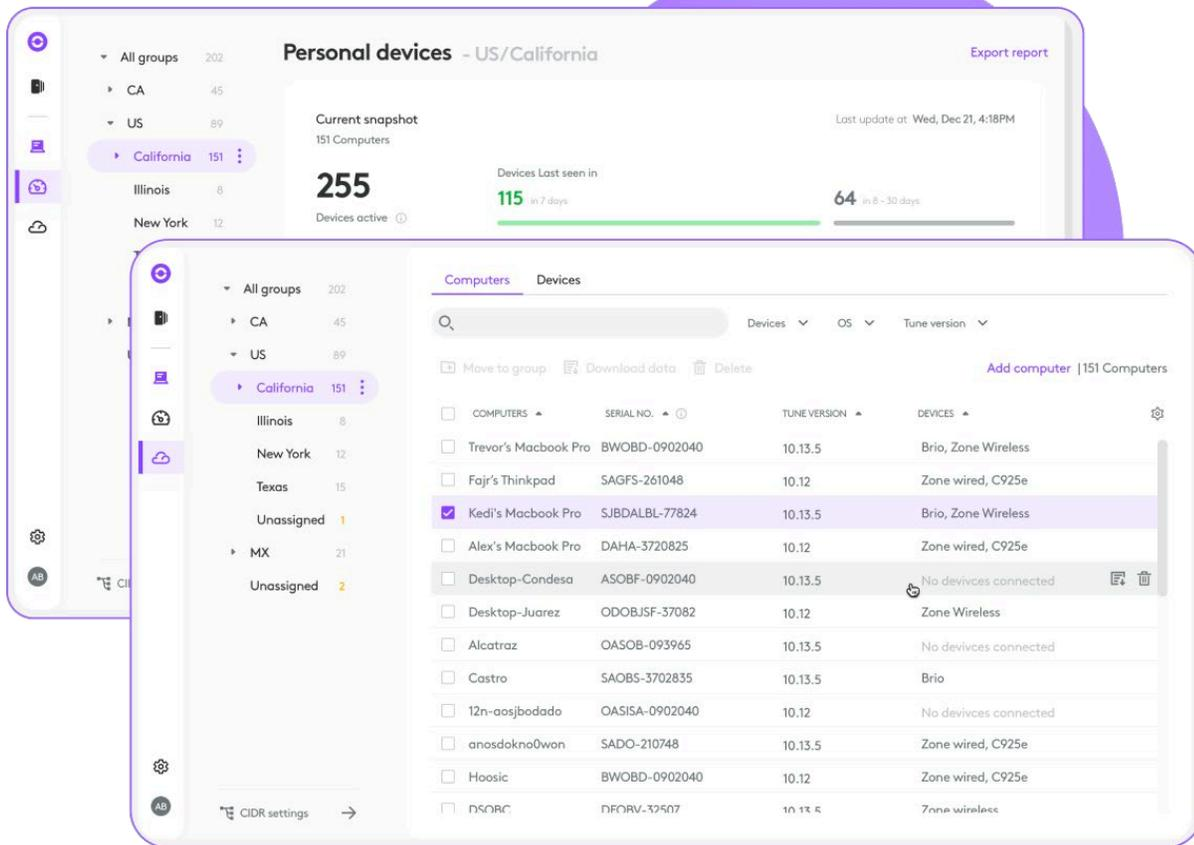 Personal devices - US/California
Export report
All groups 202
CA 45
US 89
California 151
Illinois 8
New York 12
Current snapshot
151 Computers
Last update at Wed, Dec 21, 4:18PM
255
Devices active
Devices Last seen in
115 in 7 days
64 in 8 - 30 days
AB
All groups 202
CA 45
US 89
California 151
Illinois 8
New York 12
Texas 15
Unassigned 1
MX 21
Unassigned 2
CIDR settings
AB
Computers Devices
Devices OS Tune version
Move to group Download data Delete
Add computer | 151 Computers
COMPUTERS SERIAL NO. TUNE VERSION DEVICES
Trevor's Macbook Pro BWOBD-0902040 10.13.5 Brio, Zone Wireless
Fajr's Thinkpad SAGFS-261048 10.12 Zone wired, C925e
Kedi's Macbook Pro SJBDALBL-77824 10.13.5 Brio, Zone Wireless
Alex's Macbook Pro DAHA-3720825 10.12 Zone wired, C925e
Desktop-Condesa ASOBF-0902040 10.13.5 No devivces connected
Desktop-Juarez ODOBJSF-37082 10.12 Zone Wireless
Alcatraz OASOB-093965 10.13.5 No devivces connected
Castro SAOBS-3702835 10.13.5 Brio
12n-aosjbodado OASISA-0902040 10.12 No devivces connected
anosdokno0won SADO-210748 10.13.5 Zone wired, C925e
Hoosic BWOBD-0902040 10.12 Zone wired, C925e
DSOBC DFOBV-32507 10.13.5 Zone wireless